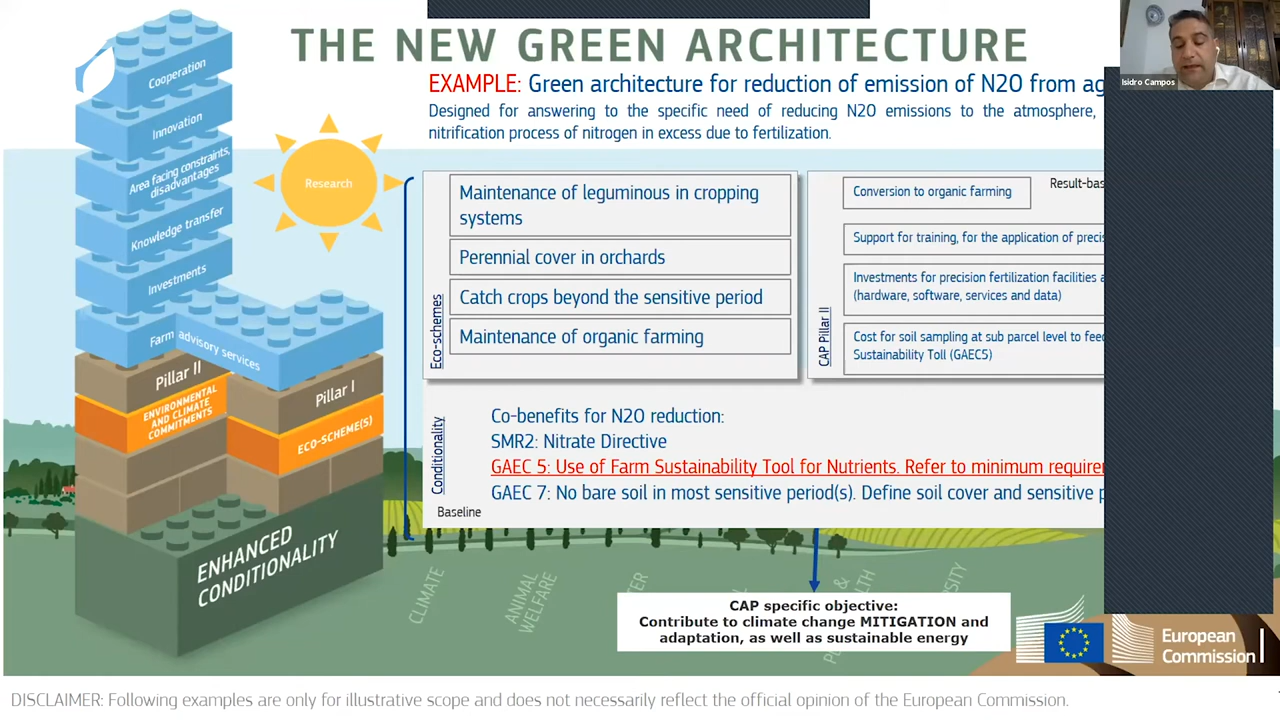 THE NEW GREEN ARCHITECTURE
EXAMPLE: Green architecture for reduction of emission of N2O from ag
Designed for answering to the specific need of reducing N2O emissions to the atmosphere,
nitrification process of nitrogen in excess due to fertilization.
Isidro Campos
Cooperation
Innovation
Area facing constraints,
disadvantages
Knowledge transfer
Investments
Farm advisory services
Pillar II
ENVIRONMENTAL
AND CLIMATE
COMMITMENTS
Pillar I
ECO-SCHEME(S)
ENHANCED
CONDITIONALITY
Research
Eco-schemes
Maintenance of leguminous in cropping
systems
Perennial cover in orchards
Catch crops beyond the sensitive period
Maintenance of organic farming
CAP Pillar II
Conversion to organic farming
Result-bas
Support for training, for the application of precis
Investments for precision fertilization facilities a
(hardware, software, services and data)
Cost for soil sampling at sub parcel level to feed
Sustainability Toll (GAEC5)
Conditionality
Co-benefits for N2O reduction:
SMR2: Nitrate Directive
GAEC 5: Use of Farm Sustainability Tool for Nutrients. Refer to minimum requirem
GAEC 7: No bare soil in most sensitive period(s). Define soil cover and sensitive p
Baseline
CLIMATE
ANIMAL
WELFARE
CAP specific objective:
Contribute to climate change MITIGATION and
adaptation, as well as sustainable energy
European
Commission
DISCLAIMER: Following examples are only for illustrative scope and does not necessarily reflect the official opinion of the European Commission.